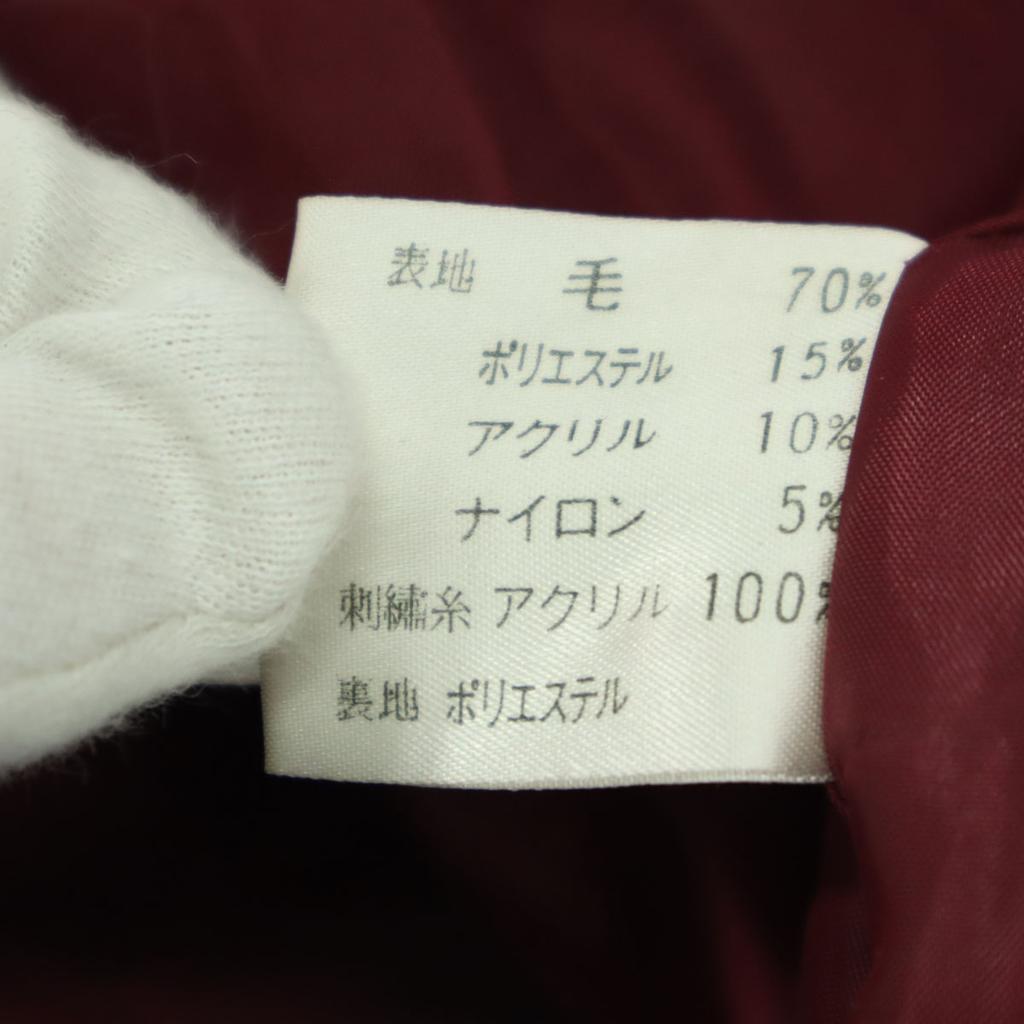 表地 毛 70%
ポリエステル 15%
アクリル 10%
ナイロン 5%
刺繍糸 アクリル 100%
裏地 ポリエステル